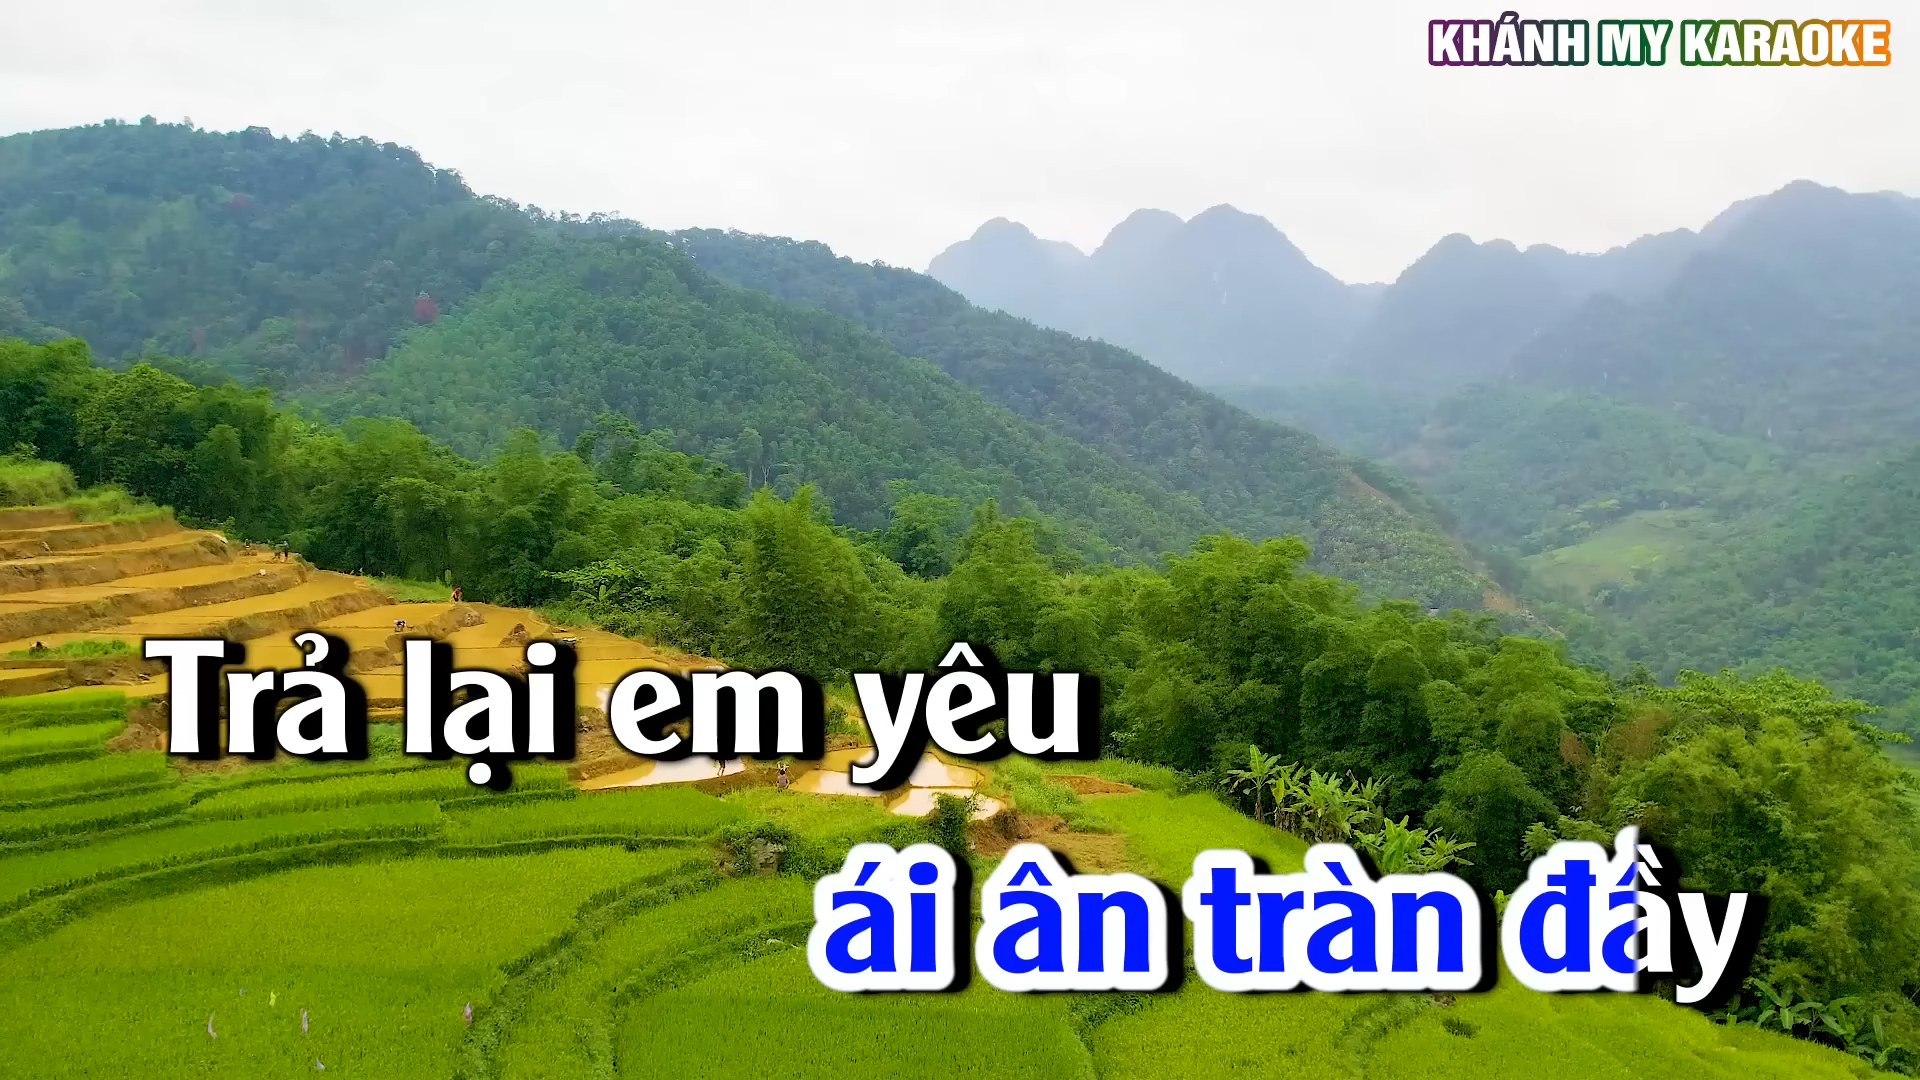 KHÁNH MY KARAOKE
Trả lại em yêu
ái ân tràn đầy